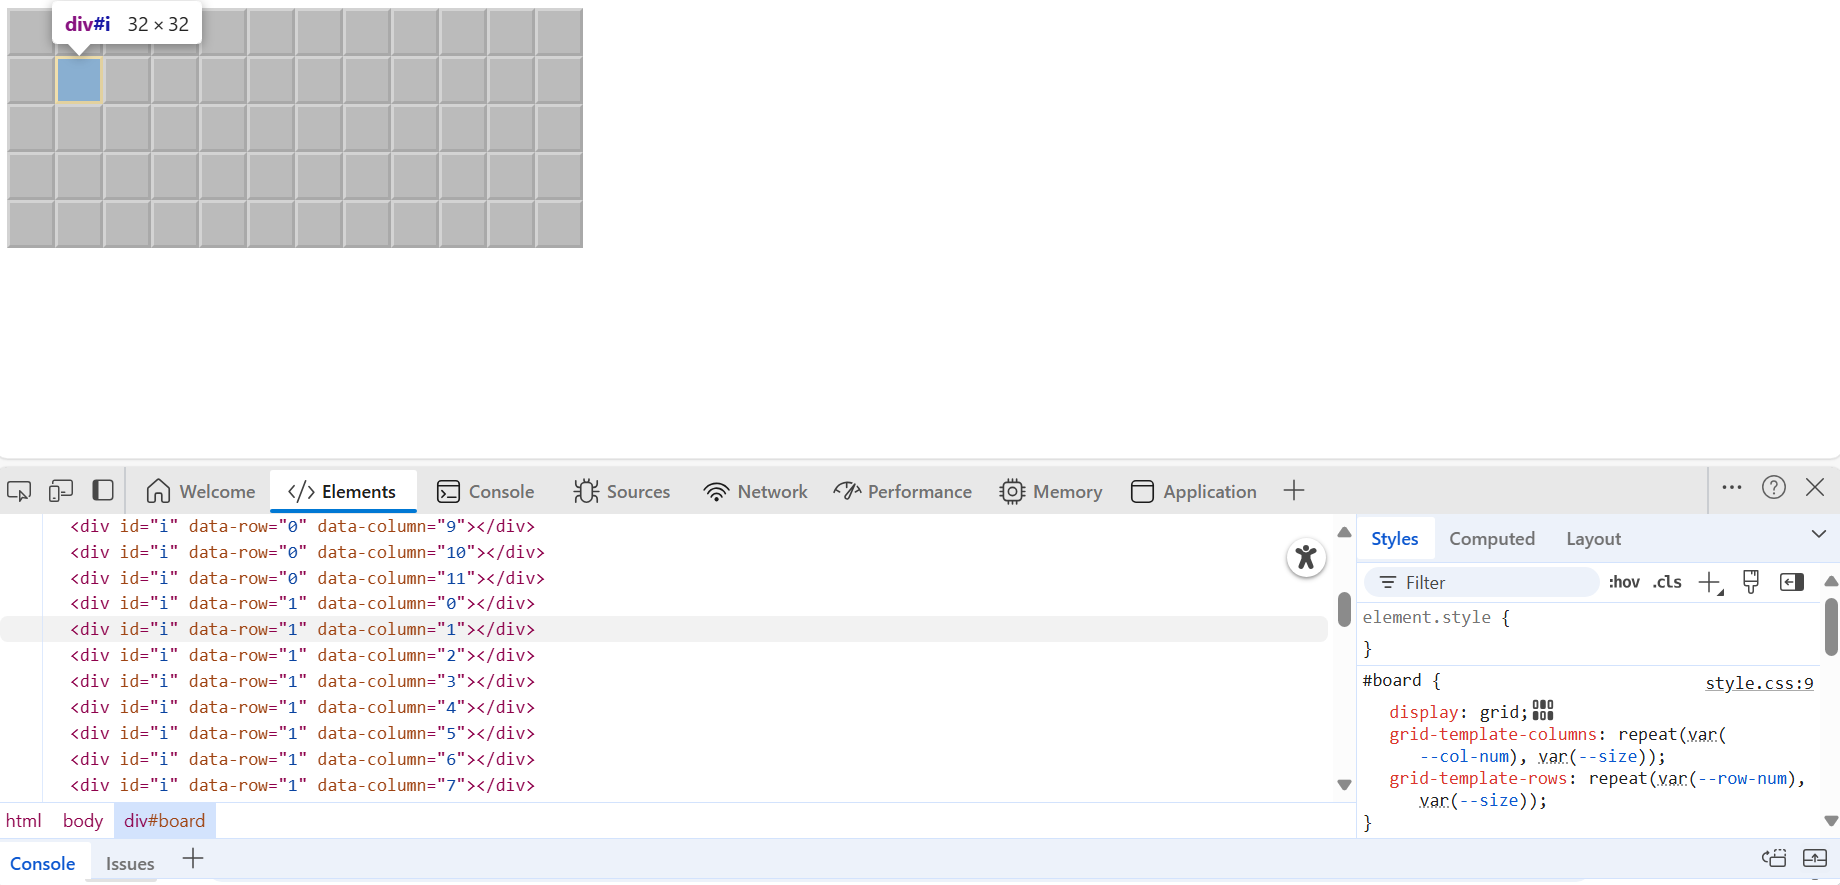 div#i 32 × 32
Welcome Elements Console Sources Network Performance Memory Application
<div id="i" data-row="0" data-column="9"></div>
<div id="i" data-row="0" data-column="10"></div>
<div id="i" data-row="0" data-column="11"></div>
<div id="i" data-row="1" data-column="0"></div>
<div id="i" data-row="1" data-column="1"></div>
<div id="i" data-row="1" data-column="2"></div>
<div id="i" data-row="1" data-column="3"></div>
<div id="i" data-row="1" data-column="4"></div>
<div id="i" data-row="1" data-column="5"></div>
<div id="i" data-row="1" data-column="6"></div>
<div id="i" data-row="1" data-column="7"></div>
html body div#board
Styles Computed Layout
Filter :hov .cls
element.style {
}
#board { style.css:9
display: grid;
grid-template-columns: repeat(var(
--col-num), var(--size));
grid-template-rows: repeat(var(--row-num),
var(--size));
}
Console Issues